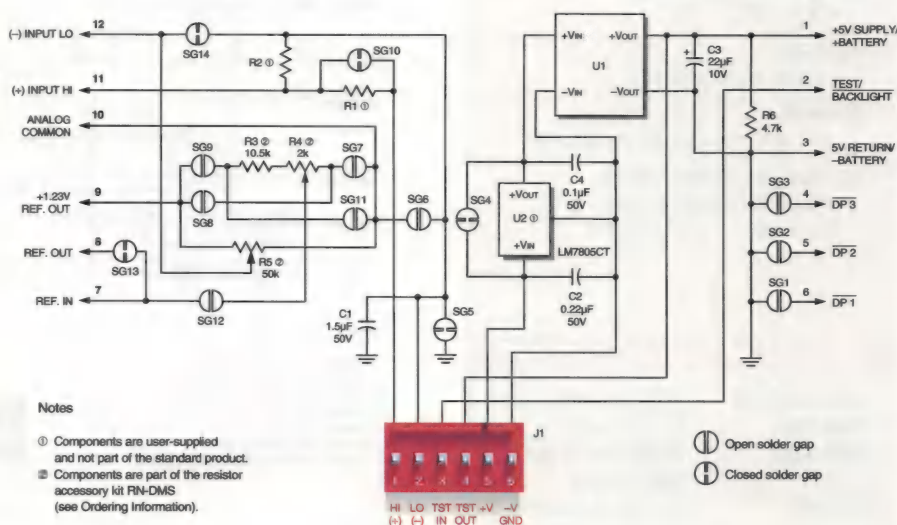 12
(–) INPUT LO
SG14
R2 ①
SG10
11
(+) INPUT HI
R1 ①
ANALOG
COMMON
10
SG9
R3 ②
10.5k
R4 ②
2k
SG7
+1.23V
REF. OUT
9
SG8
SG11
SG6
REF. OUT
8
SG13
R5 ②
50k
REF. IN
7
SG12
C1
1.5µF
50V
SG5
+VIN
+VOUT
U1
–VIN
–VOUT
C3
22µF
10V
+
1
+5V SUPPLY/
+BATTERY
2
TEST/
BACKLIGHT
R6
4.7k
3
5V RETURN/
–BATTERY
SG4
+VOUT
U2 ①
+VIN
C4
0.1µF
50V
LM7805CT
C2
0.22µF
50V
SG3
4
DP 3
SG2
5
DP 2
SG1
6
DP 1
Notes
① Components are user-supplied
and not part of the standard product.
② Components are part of the resistor
accessory kit RN-DMS
(see Ordering Information).
J1
1 2 3 4 5 6
HI LO TST TST +V –V
(+) (–) IN OUT GND
Open solder gap
Closed solder gap